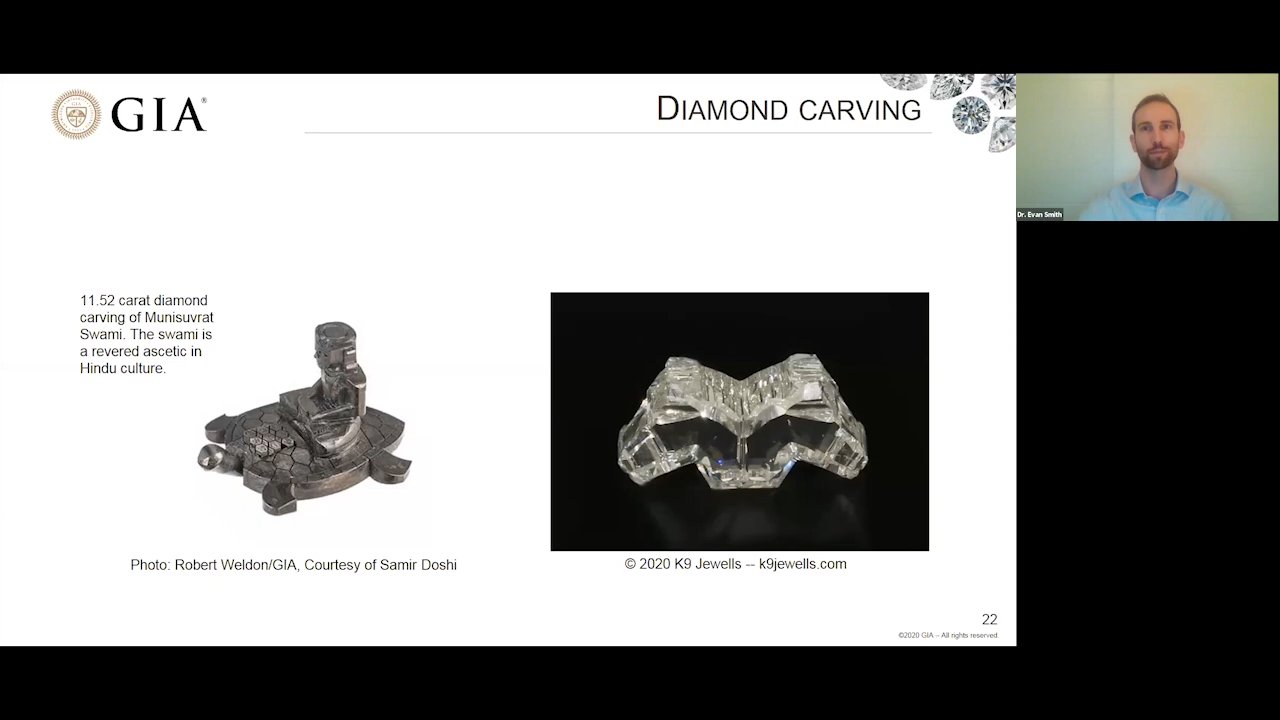 GIA®
DIAMOND CARVING
Dr. Evan Smith
11.52 carat diamond
carving of Munisuvrat
Swami. The swami is
a revered ascetic in
Hindu culture.
Photo: Robert Weldon/GIA, Courtesy of Samir Doshi
© 2020 K9 Jewells -- k9jewells.com
22
©2020 GIA – All rights reserved.